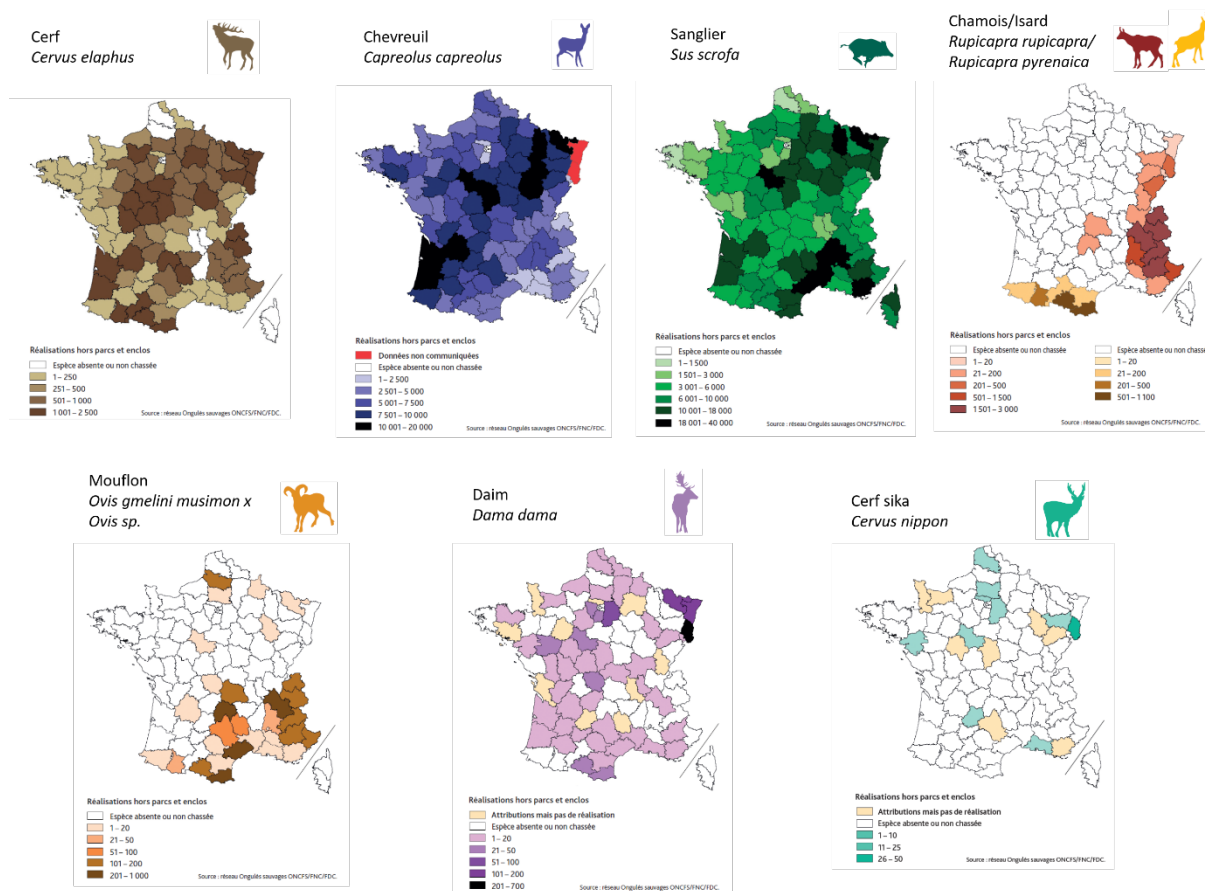 Cerf
Cervus elaphus
Réalisations hors parcs et enclos
Espèce absente ou non chassée
1 – 250
251 – 500
501 – 1 000
1 001 – 2 500
Source : réseau Ongulés sauvages ONCFS/FNC/FDC.
Chevreuil
Capreolus capreolus
Réalisations hors parcs et enclos
Données non communiquées
Espèce absente ou non chassée
1 – 2 500
2 501 – 5 000
5 001 – 7 500
7 501 – 10 000
10 001 – 20 000
Source : réseau Ongulés sauvages ONCFS/FNC/FDC.
Sanglier
Sus scrofa
Réalisations hors parcs et enclos
Espèce absente ou non chassée
1 – 1 500
1 501 – 3 000
3 001 – 6 000
6 001 – 10 000
10 001 – 18 000
18 001 – 40 000
Source : réseau Ongulés sauvages ONCFS/FNC/FDC.
Chamois/Isard
Rupicapra rupicapra/
Rupicapra pyrenaica
Réalisations hors parcs et enclos
Espèce absente ou non chassée
1 – 20
21 – 200
201 – 500
501 – 1 500
1 501 – 3 000
Espèce absente ou non chassée
1 – 20
21 – 200
201 – 500
501 – 1 100
Source : réseau Ongulés sauvages ONCFS/FNC/FDC.
Mouflon
Ovis gmelini musimon x
Ovis sp.
Réalisations hors parcs et enclos
Espèce absente ou non chassée
1 – 20
21 – 50
51 – 100
101 – 200
201 – 1 000
Source : réseau Ongulés sauvages ONCFS/FNC/FDC.
Daim
Dama dama
Réalisations hors parcs et enclos
Attributions mais pas de réalisation
Espèce absente ou non chassée
1 – 20
21 – 50
51 – 100
101 – 200
201 – 700
Source : réseau Ongulés sauvages ONCFS/FNC/FDC.
Cerf sika
Cervus nippon
Réalisations hors parcs et enclos
Attributions mais pas de réalisation
Espèce absente ou non chassée
1 – 10
11 – 25
26 – 50
Source : réseau Ongulés sauvages ONCFS/FNC/FDC.